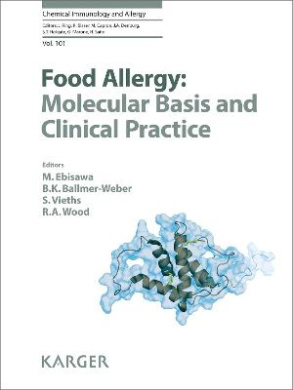 Chemical Immunology and Allergy
Vol. 101
Food Allergy:
Molecular Basis and
Clinical Practice
Editors
M. Ebisawa
B.K. Ballmer-Weber
S. Vieths
R.A. Wood
KARGER